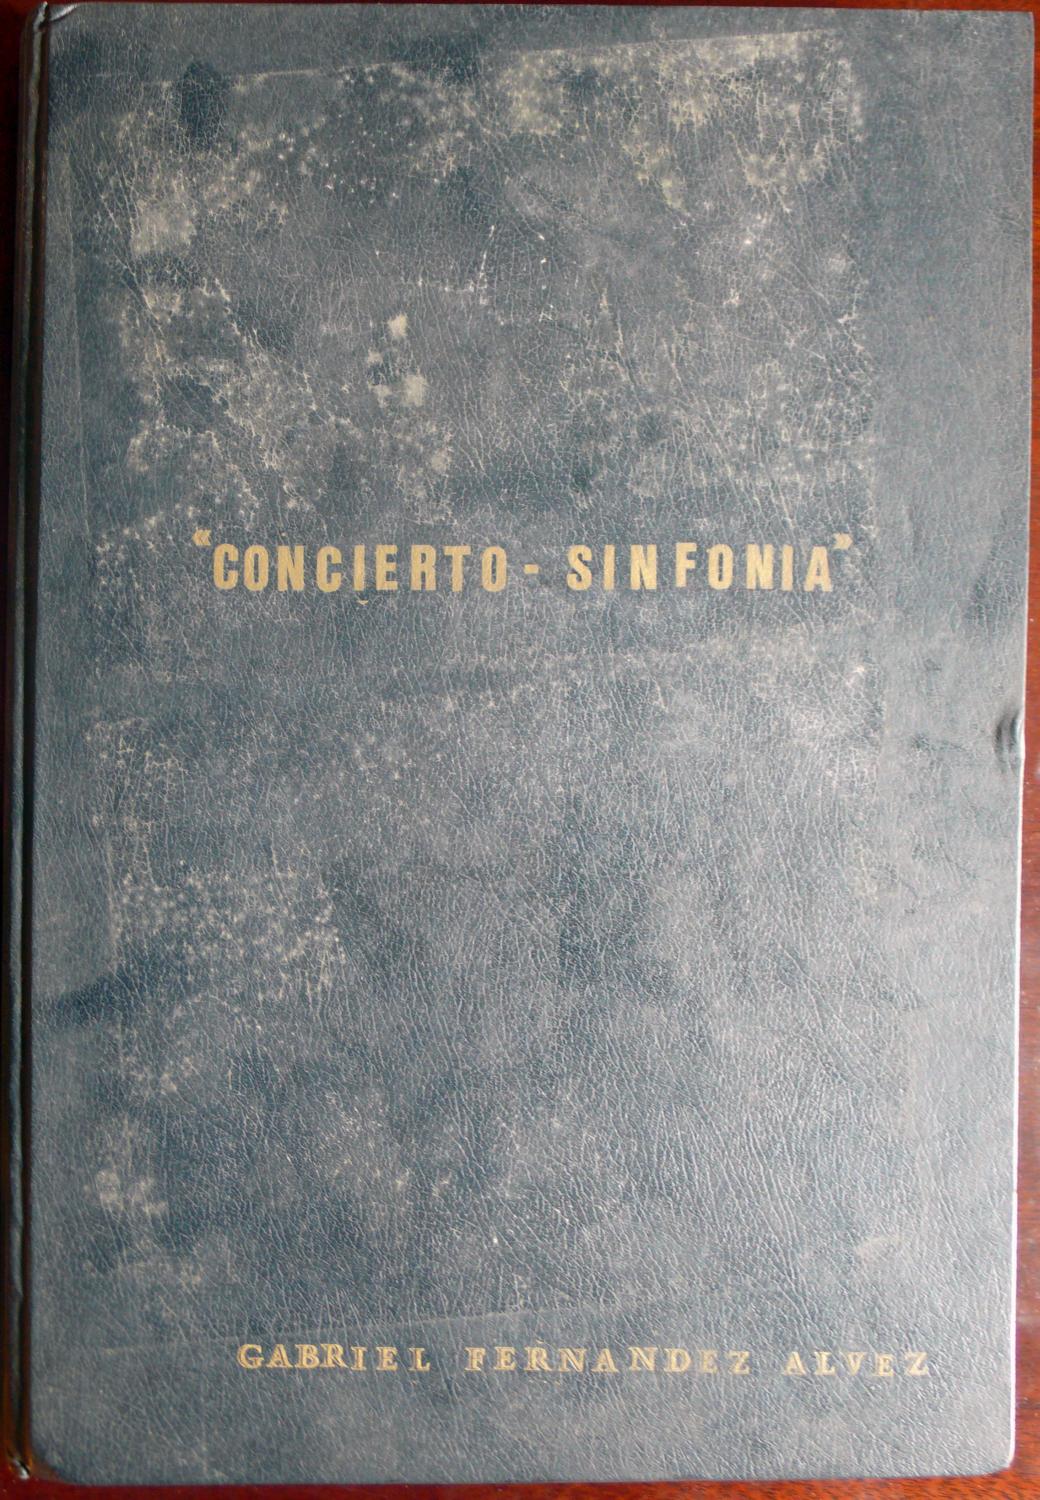 «CONCIERTO - SINFONIA»
GABRIEL FERNANDEZ ALVEZ